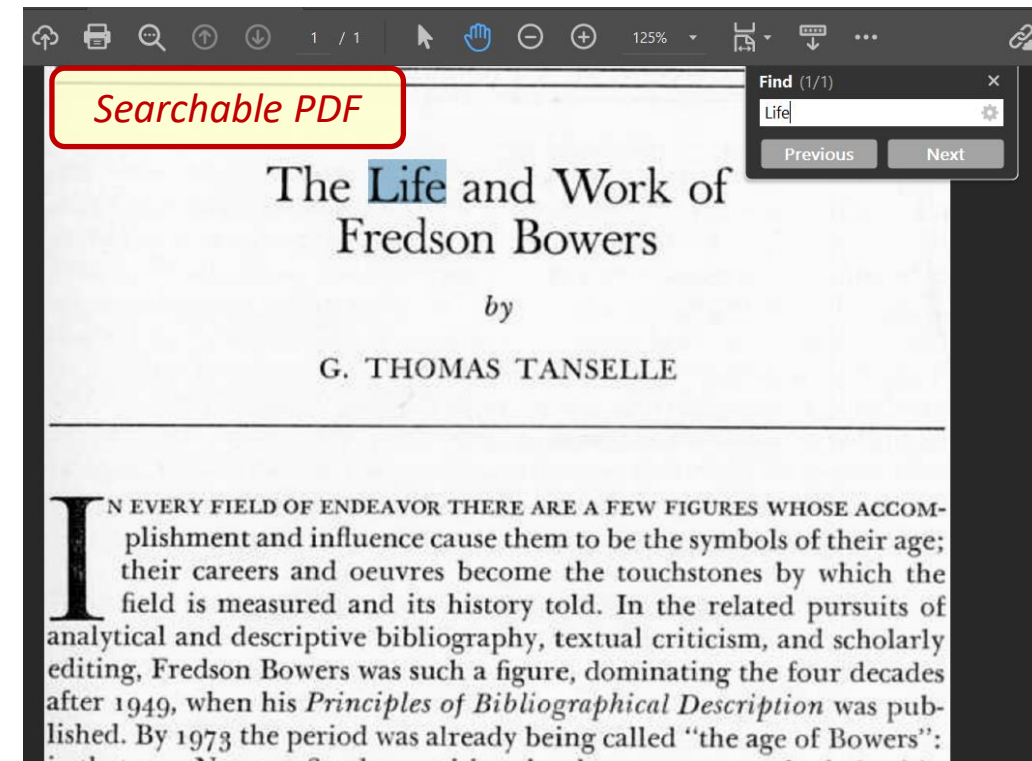 1 / 1
125%
Find (1/1)
Life
Previous Next
Searchable PDF
The Life and Work of
Fredson Bowers
by
G. THOMAS TANSELLE
IN EVERY FIELD OF ENDEAVOR THERE ARE A FEW FIGURES WHOSE ACCOM-
plishment and influence cause them to be the symbols of their age;
their careers and oeuvres become the touchstones by which the
field is measured and its history told. In the related pursuits of
analytical and descriptive bibliography, textual criticism, and scholarly
editing, Fredson Bowers was such a figure, dominating the four decades
after 1949, when his Principles of Bibliographical Description was pub-
lished. By 1973 the period was already being called "the age of Bowers":